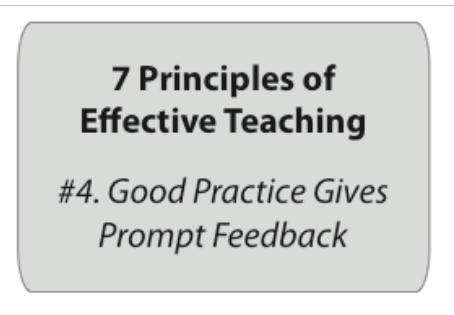 7 Principles of
Effective Teaching
#4. Good Practice Gives
Prompt Feedback